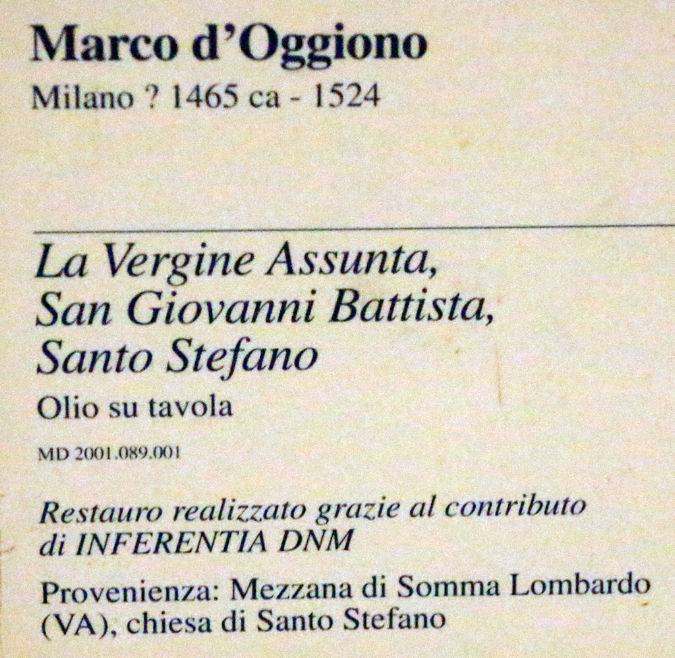 Marco d'Oggiono
Milano ? 1465 ca - 1524
La Vergine Assunta,
San Giovanni Battista,
Santo Stefano
Olio su tavola
MD 2001.089.001
Restauro realizzato grazie al contributo
di INFERENTIA DNM
Provenienza: Mezzana di Somma Lombardo
(VA), chiesa di Santo Stefano